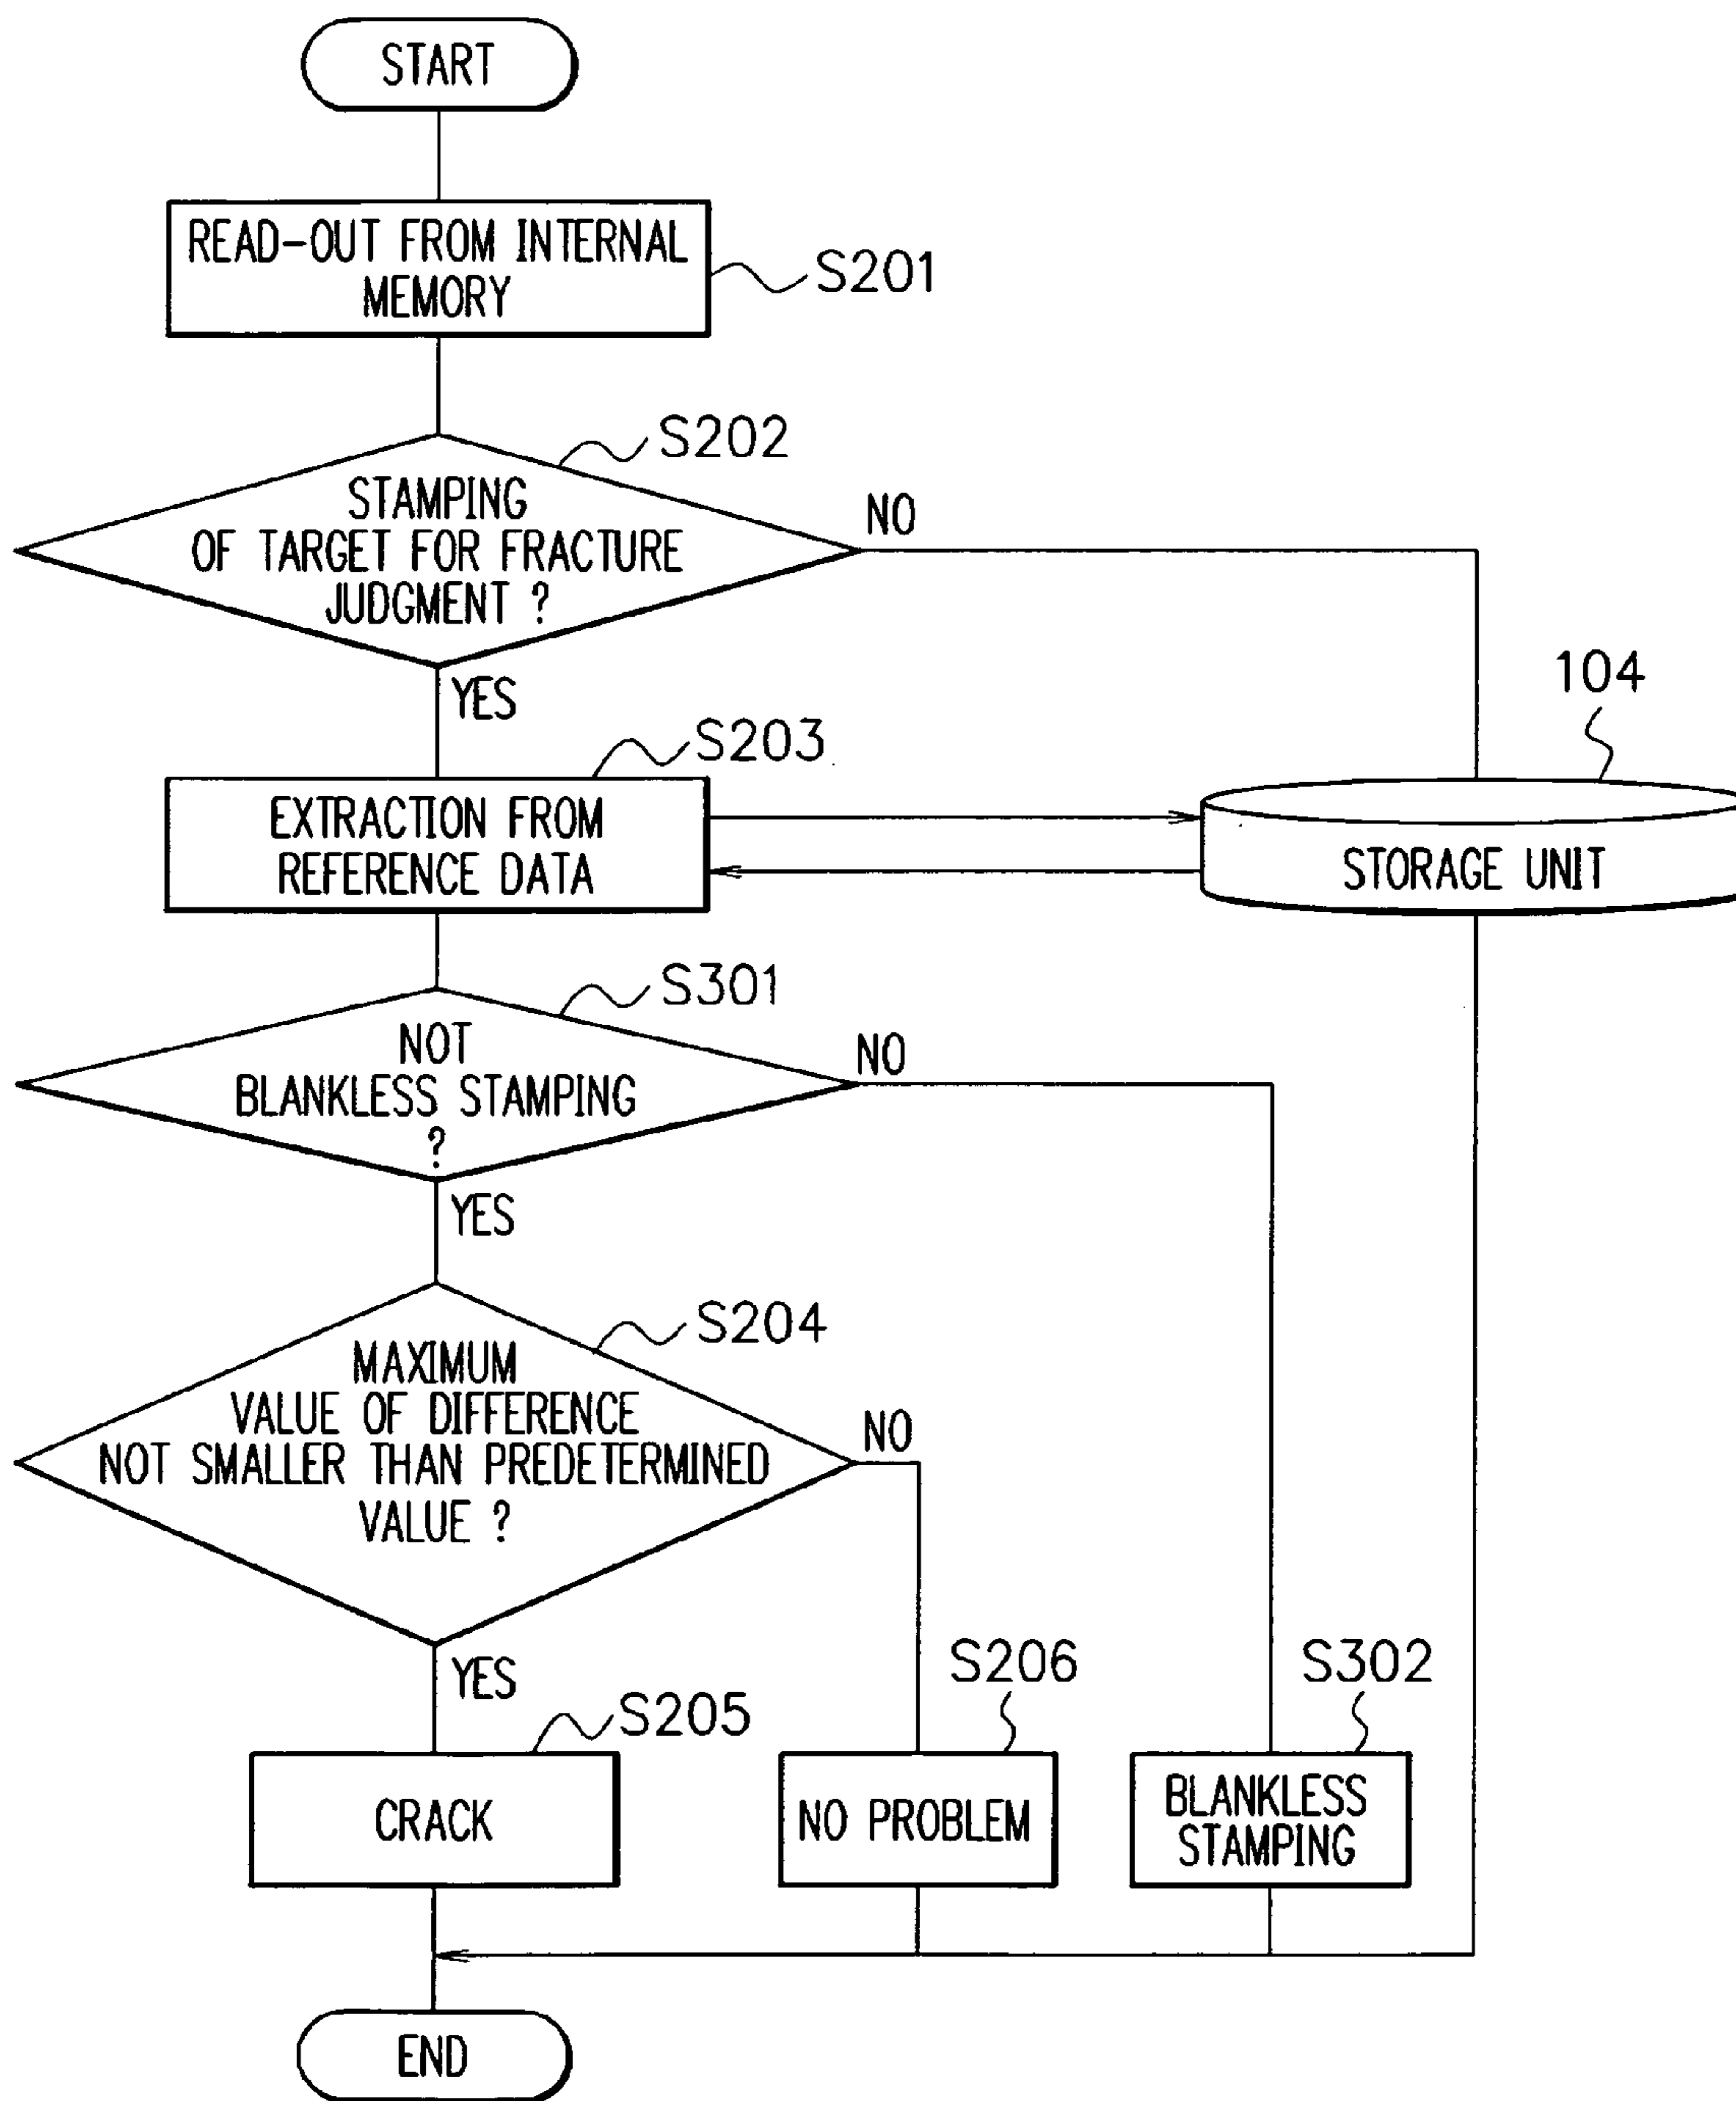 START
READ-OUT FROM INTERNAL
MEMORY
S201
S202
STAMPING
OF TARGET FOR FRACTURE
JUDGMENT ?
NO
YES
104
S203
EXTRACTION FROM
REFERENCE DATA
STORAGE UNIT
S301
NOT
BLANKLESS STAMPING
?
NO
YES
S204
MAXIMUM
VALUE OF DIFFERENCE
NOT SMALLER THAN PREDETERMINED
VALUE ?
NO
YES
S205
S206
S302
CRACK
NO PROBLEM
BLANKLESS
STAMPING
END